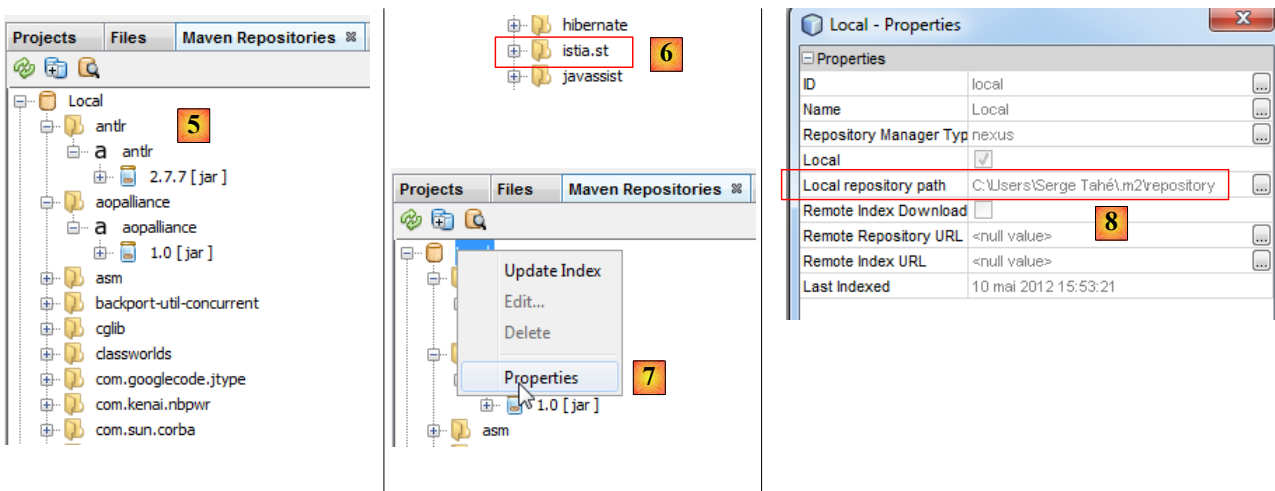 Projects Files Maven Repositories
5
Local
antlr
a antlr
2.7.7 [ jar ]
aopalliance
a aopalliance
1.0 [ jar ]
asm
backport-util-concurrent
cglib
classworlds
com.googlecode.jtype
com.kenai.nbpwr
com.sun.corba
hibernate
istia.st
6
javassist
Projects Files Maven Repositories
Update Index
Edit...
Delete
Properties
7
1.0 [ jar ]
asm
Local - Properties
Properties
ID local ...
Name Local ...
Repository Manager Typ nexus ...
Local
Local repository path C:\Users\Serge Tahé\.m2\repository ...
Remote Index Download
8
Remote Repository URL <null value> ...
Remote Index URL <null value> ...
Last Indexed 10 mai 2012 15:53:21